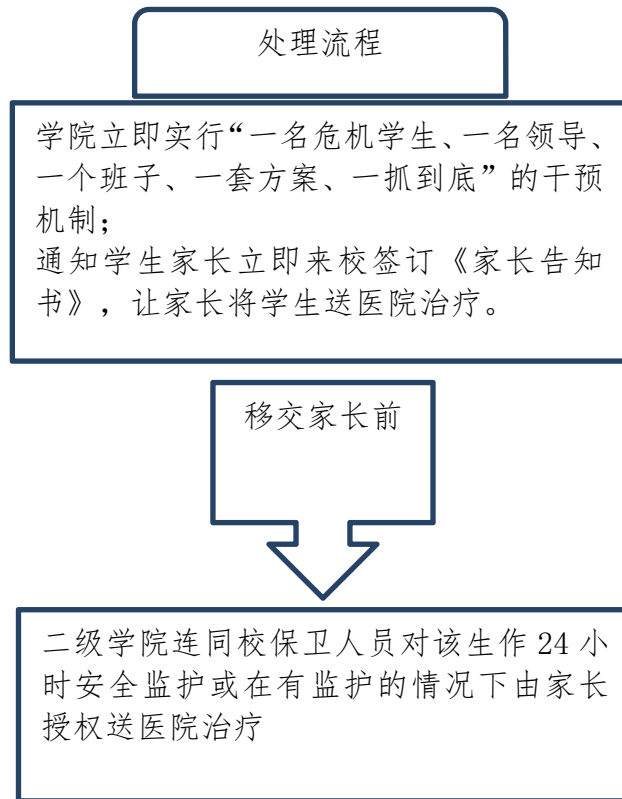 处理流程
学院立即实行“一名危机学生、一名领导、
一个班子、一套方案、一抓到底”的干预
机制;
通知学生家长立即来校签订《家长告知
书》,让家长将学生送医院治疗。
移交家长前
二级学院连同校保卫人员对该生作 24 小
时安全监护或在有监护的情况下由家长
授权送医院治疗